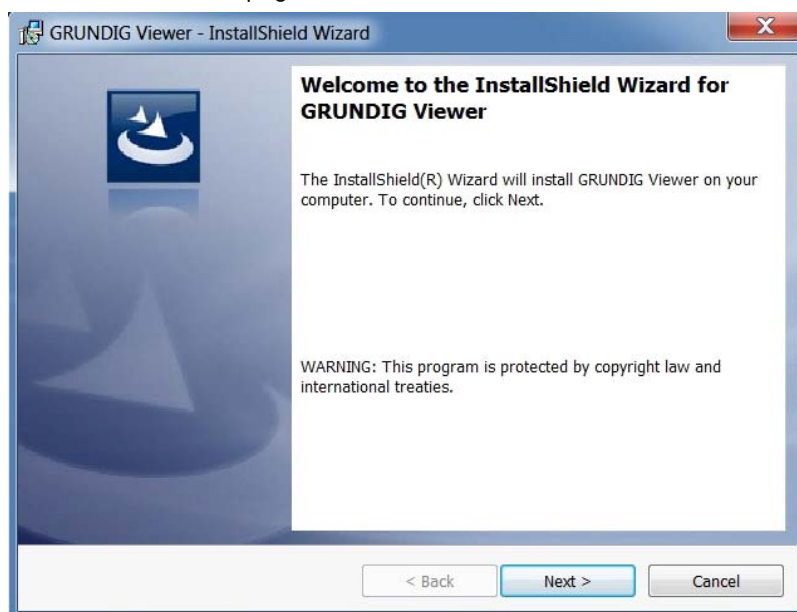 GRUNDIG Viewer - InstallShield Wizard
X
Welcome to the InstallShield Wizard for
GRUNDIG Viewer
The InstallShield(R) Wizard will install GRUNDIG Viewer on your
computer. To continue, click Next.
WARNING: This program is protected by copyright law and
international treaties.
< Back Next > Cancel